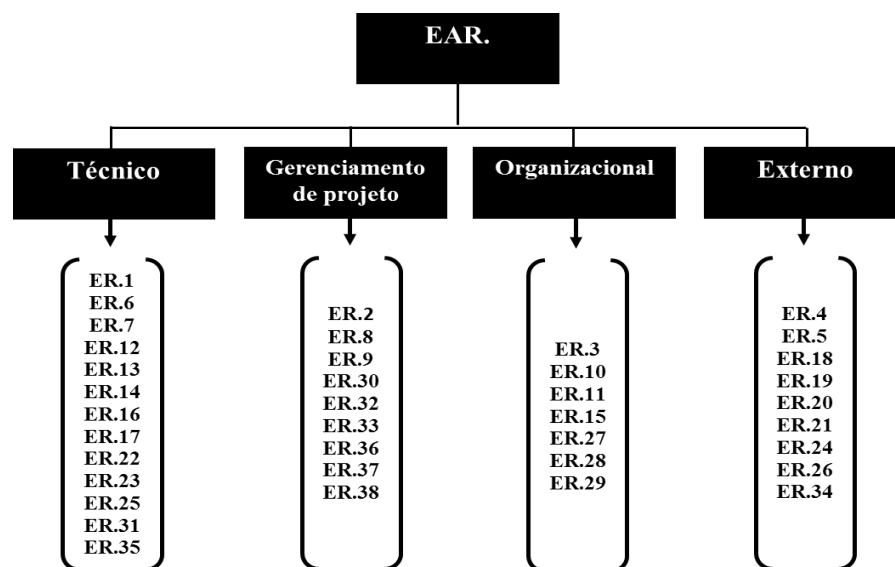 EAR.
Técnico
Gerenciamento
de projeto
Organizacional
Externo
ER.1
ER.6
ER.7
ER.12
ER.13
ER.14
ER.16
ER.17
ER.22
ER.23
ER.25
ER.31
ER.35
ER.2
ER.8
ER.9
ER.30
ER.32
ER.33
ER.36
ER.37
ER.38
ER.3
ER.10
ER.11
ER.15
ER.27
ER.28
ER.29
ER.4
ER.5
ER.18
ER.19
ER.20
ER.21
ER.24
ER.26
ER.34